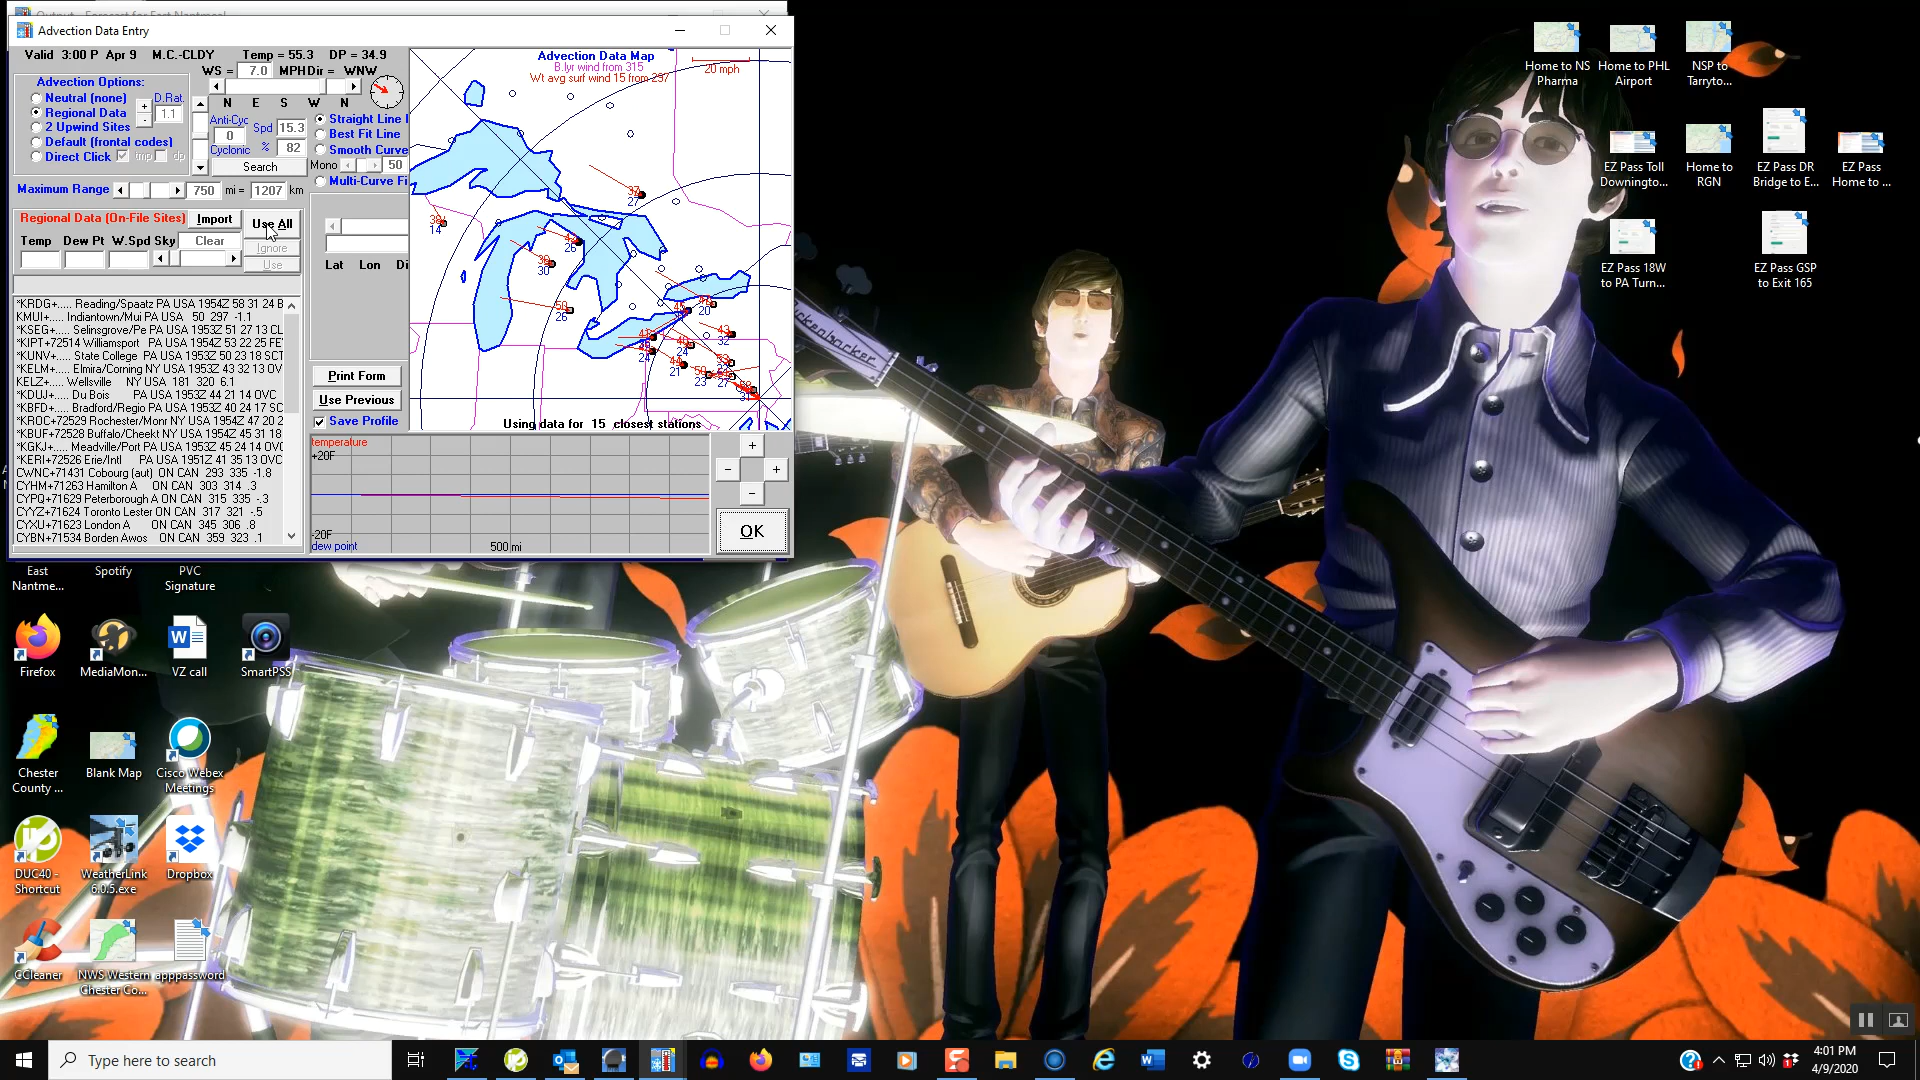 Output - Forecast for East Nantmeal
Advection Data Entry
Valid 3:00 P Apr 9 M.C.-CLDY Temp = 55.3 DP = 34.9
WS = 7.0 MPH Dir = WNW
Advection Options:
Neutral (none)
D.Rat.
Regional Data
1.1
2 Upwind Sites
Default (frontal codes)
Direct Click
tmp
dp
N E S W N
Anti-Cyc
0
Cyclonic
Spd 15.3
% 82
Search
Straight Line
Best Fit Line
Smooth Curve
Mono 50
Multi-Curve Fi
Maximum Range 750 mi = 1207 km
Regional Data (On-File Sites)
Import
Use All
Temp Dew Pt W.Spd Sky
Clear
Ignore
Use
Lat Lon Di
*KRDG+..... Reading/Spaatz PA USA 1954Z 58 31 24 B
KMUI+..... Indiantown/Mui PA USA 50 297 -1.1
*KSEG+..... Selinsgrove/Pe PA USA 1953Z 51 27 13 CL
*KIPT+72514 Williamsport PA USA 1954Z 53 22 25 FE
*KUNV+..... State College PA USA 1953Z 50 23 18 SCT
*KELM+..... Elmira/Corning NY USA 1953Z 43 32 13 OV
KELZ+..... Wellsville NY USA 181 320 6.1
*KDUJ+..... Du Bois PA USA 1953Z 44 21 14 OVC
*KBFD+..... Bradford/Regio PA USA 1953Z 40 24 17 SC
*KROC+72529 Rochester/Monr NY USA 1954Z 47 20 2
*KBUF+72528 Buffalo/Cheekt NY USA 1954Z 45 31 18
*KGKJ+..... Meadville/Port PA USA 1953Z 45 24 14 OVC
*KERI+72526 Erie/Intl PA USA 1951Z 41 35 13 OVC
CWNC+71431 Cobourg (aut) ON CAN 293 335 -1.8
CYHM+71263 Hamilton A ON CAN 303 314 .3
CYPQ+71629 Peterborough A ON CAN 315 335 -.3
CYYZ+71624 Toronto Lester ON CAN 317 321 -.5
CYXU+71623 London A ON CAN 345 306 .8
CYBN+71534 Borden Awos ON CAN 359 323 .1
Print Form
Use Previous
Save Profile
Advection Data Map
B.lyr wind from 315
Wt avg surf wind 15 from 297
20 mph
Using data for 15 closest stations
temperature
+20F
-20F
dew point
500 mi
OK
Home to NS Pharma
Home to PHL Airport
NSP to Tarryto...
EZ Pass Toll Downingto...
Home to RGN
EZ Pass DR Bridge to E...
EZ Pass Home to ...
EZ Pass 18W to PA Turn...
EZ Pass GSP to Exit 165
East Nantme...
Spotify
PVC Signature
Firefox
MediaMon...
VZ call
SmartPSS
Chester County ...
Blank Map
Cisco Webex Meetings
DUC40 - Shortcut
WeatherLink 6.0.5.exe
Dropbox
CCleaner
NWS Western Chester Co...
apppassword
Rickenbacker
Type here to search
4:01 PM
4/9/2020